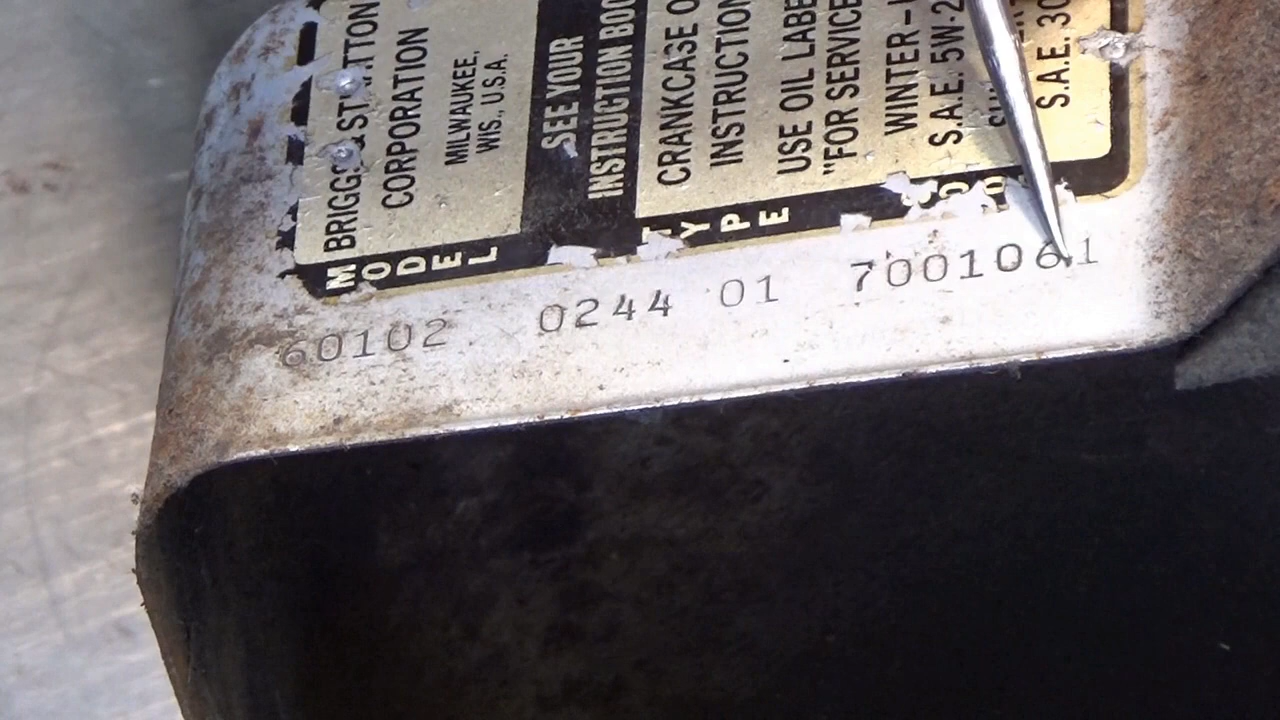 BRIGGS & STRATTON
CORPORATION
MILWAUKEE,
WIS., U.S.A.
SEE YOUR
INSTRUCTION BOO
CRANKCASE O
INSTRUCTION
USE OIL LABE
"FOR SERVICE
WINTER –
S.A.E. 5W-2
S.A.E. 30
MODEL TYPE
60102 0244 01 7001061